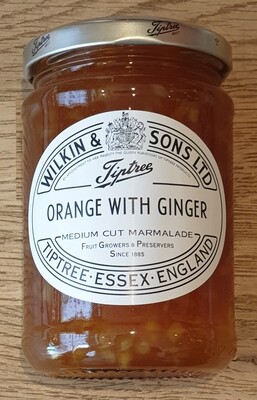 Tiptree
WILKIN & SONS LTD
Tiptree
ORANGE WITH GINGER
MEDIUM CUT MARMALADE
FRUIT GROWERS & PRESERVERS
SINCE 1885
TIPTREE · ESSEX · ENGLAND